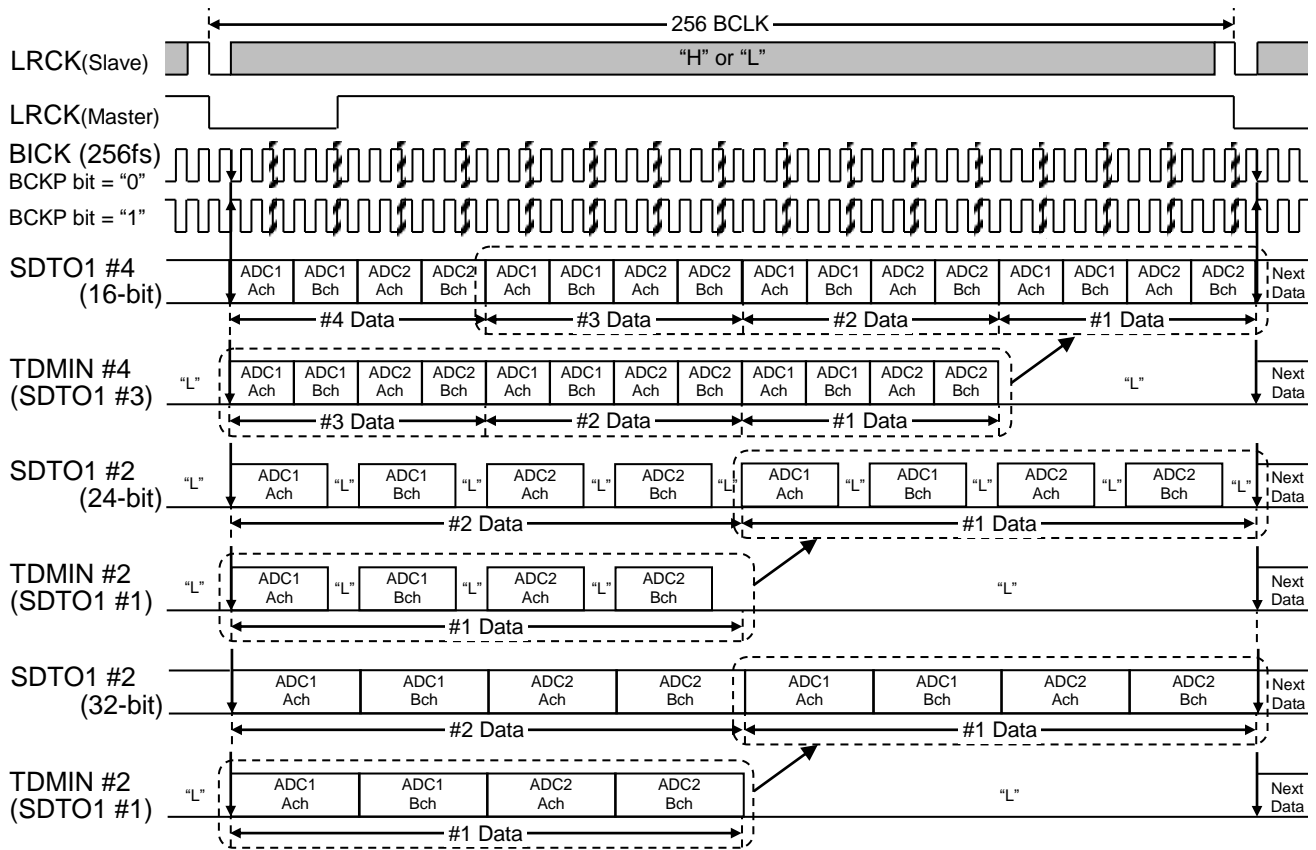 256 BCLK
LRCK(Slave)
“H” or “L”
LRCK(Master)
BICK (256fs)
BCKP bit = “0”
BCKP bit = “1”
SDTO1 #4
(16-bit)
ADC1 Ach ADC1 Bch ADC2 Ach ADC2 Bch ADC1 Ach ADC1 Bch ADC2 Ach ADC2 Bch ADC1 Ach ADC1 Bch ADC2 Ach ADC2 Bch ADC1 Ach ADC1 Bch ADC2 Ach ADC2 Bch Next Data
#4 Data #3 Data #2 Data #1 Data
TDMIN #4
(SDTO1 #3)
“L” ADC1 Ach ADC1 Bch ADC2 Ach ADC2 Bch ADC1 Ach ADC1 Bch ADC2 Ach ADC2 Bch ADC1 Ach ADC1 Bch ADC2 Ach ADC2 Bch “L” Next Data
#3 Data #2 Data #1 Data
SDTO1 #2
(24-bit)
“L” ADC1 Ach “L” ADC1 Bch “L” ADC2 Ach “L” ADC2 Bch “L” ADC1 Ach “L” ADC1 Bch “L” ADC2 Ach “L” ADC2 Bch “L” Next Data
#2 Data #1 Data
TDMIN #2
(SDTO1 #1)
“L” ADC1 Ach “L” ADC1 Bch “L” ADC2 Ach “L” ADC2 Bch “L” Next Data
#1 Data
SDTO1 #2
(32-bit)
ADC1 Ach ADC1 Bch ADC2 Ach ADC2 Bch ADC1 Ach ADC1 Bch ADC2 Ach ADC2 Bch Next Data
#2 Data #1 Data
TDMIN #2
(SDTO1 #1)
“L” ADC1 Ach ADC1 Bch ADC2 Ach ADC2 Bch “L” Next Data
#1 Data